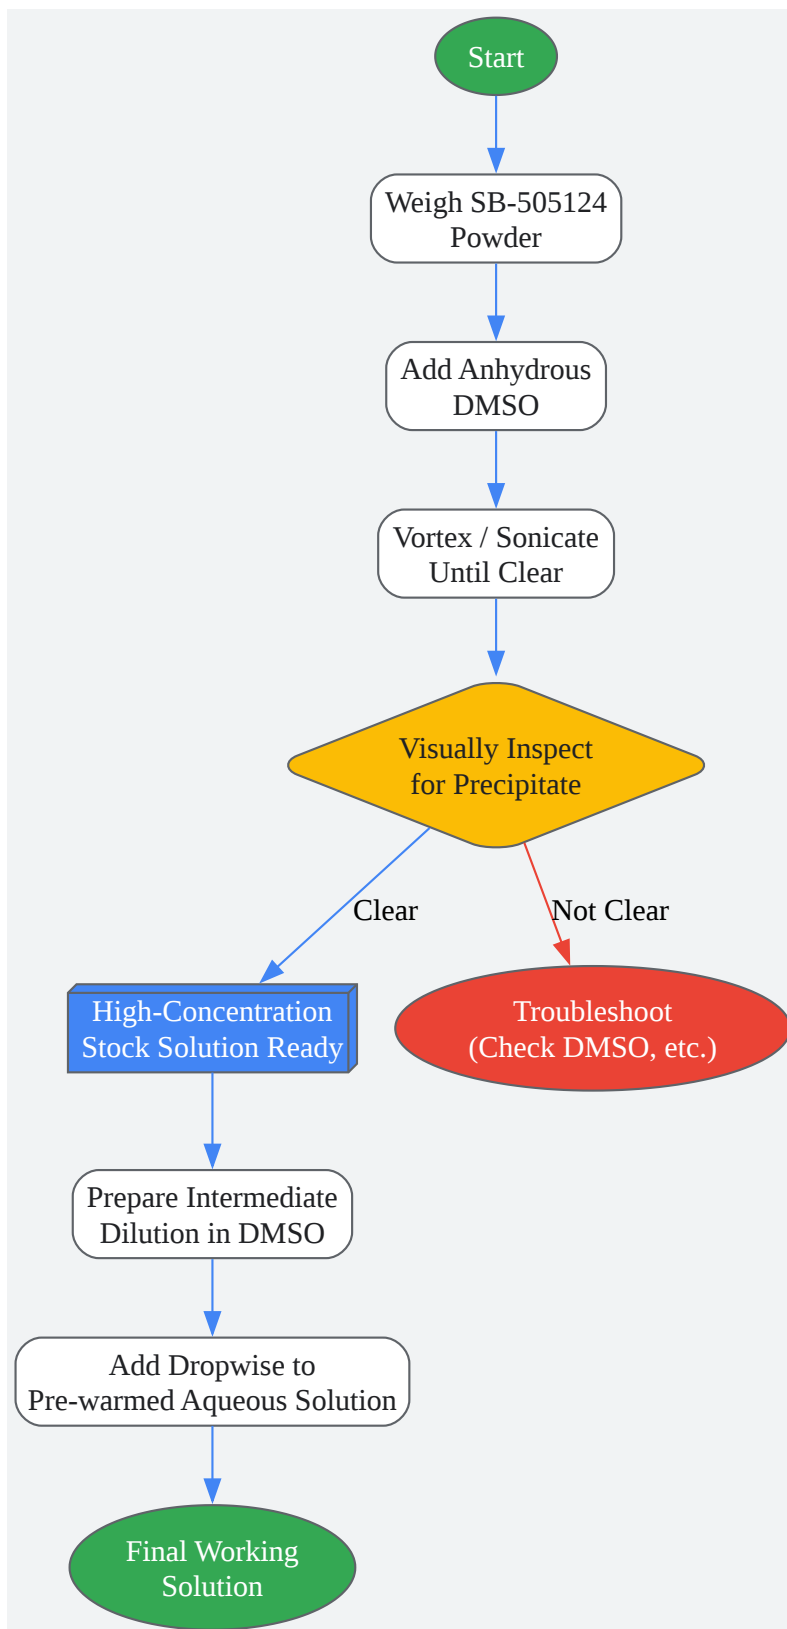 Start
Weigh SB-505124
Powder
Add Anhydrous
DMSO
Vortex / Sonicate
Until Clear
Visually Inspect
for Precipitate
Clear
Not Clear
High-Concentration
Stock Solution Ready
Troubleshoot
(Check DMSO, etc.)
Prepare Intermediate
Dilution in DMSO
Add Dropwise to
Pre-warmed Aqueous Solution
Final Working
Solution